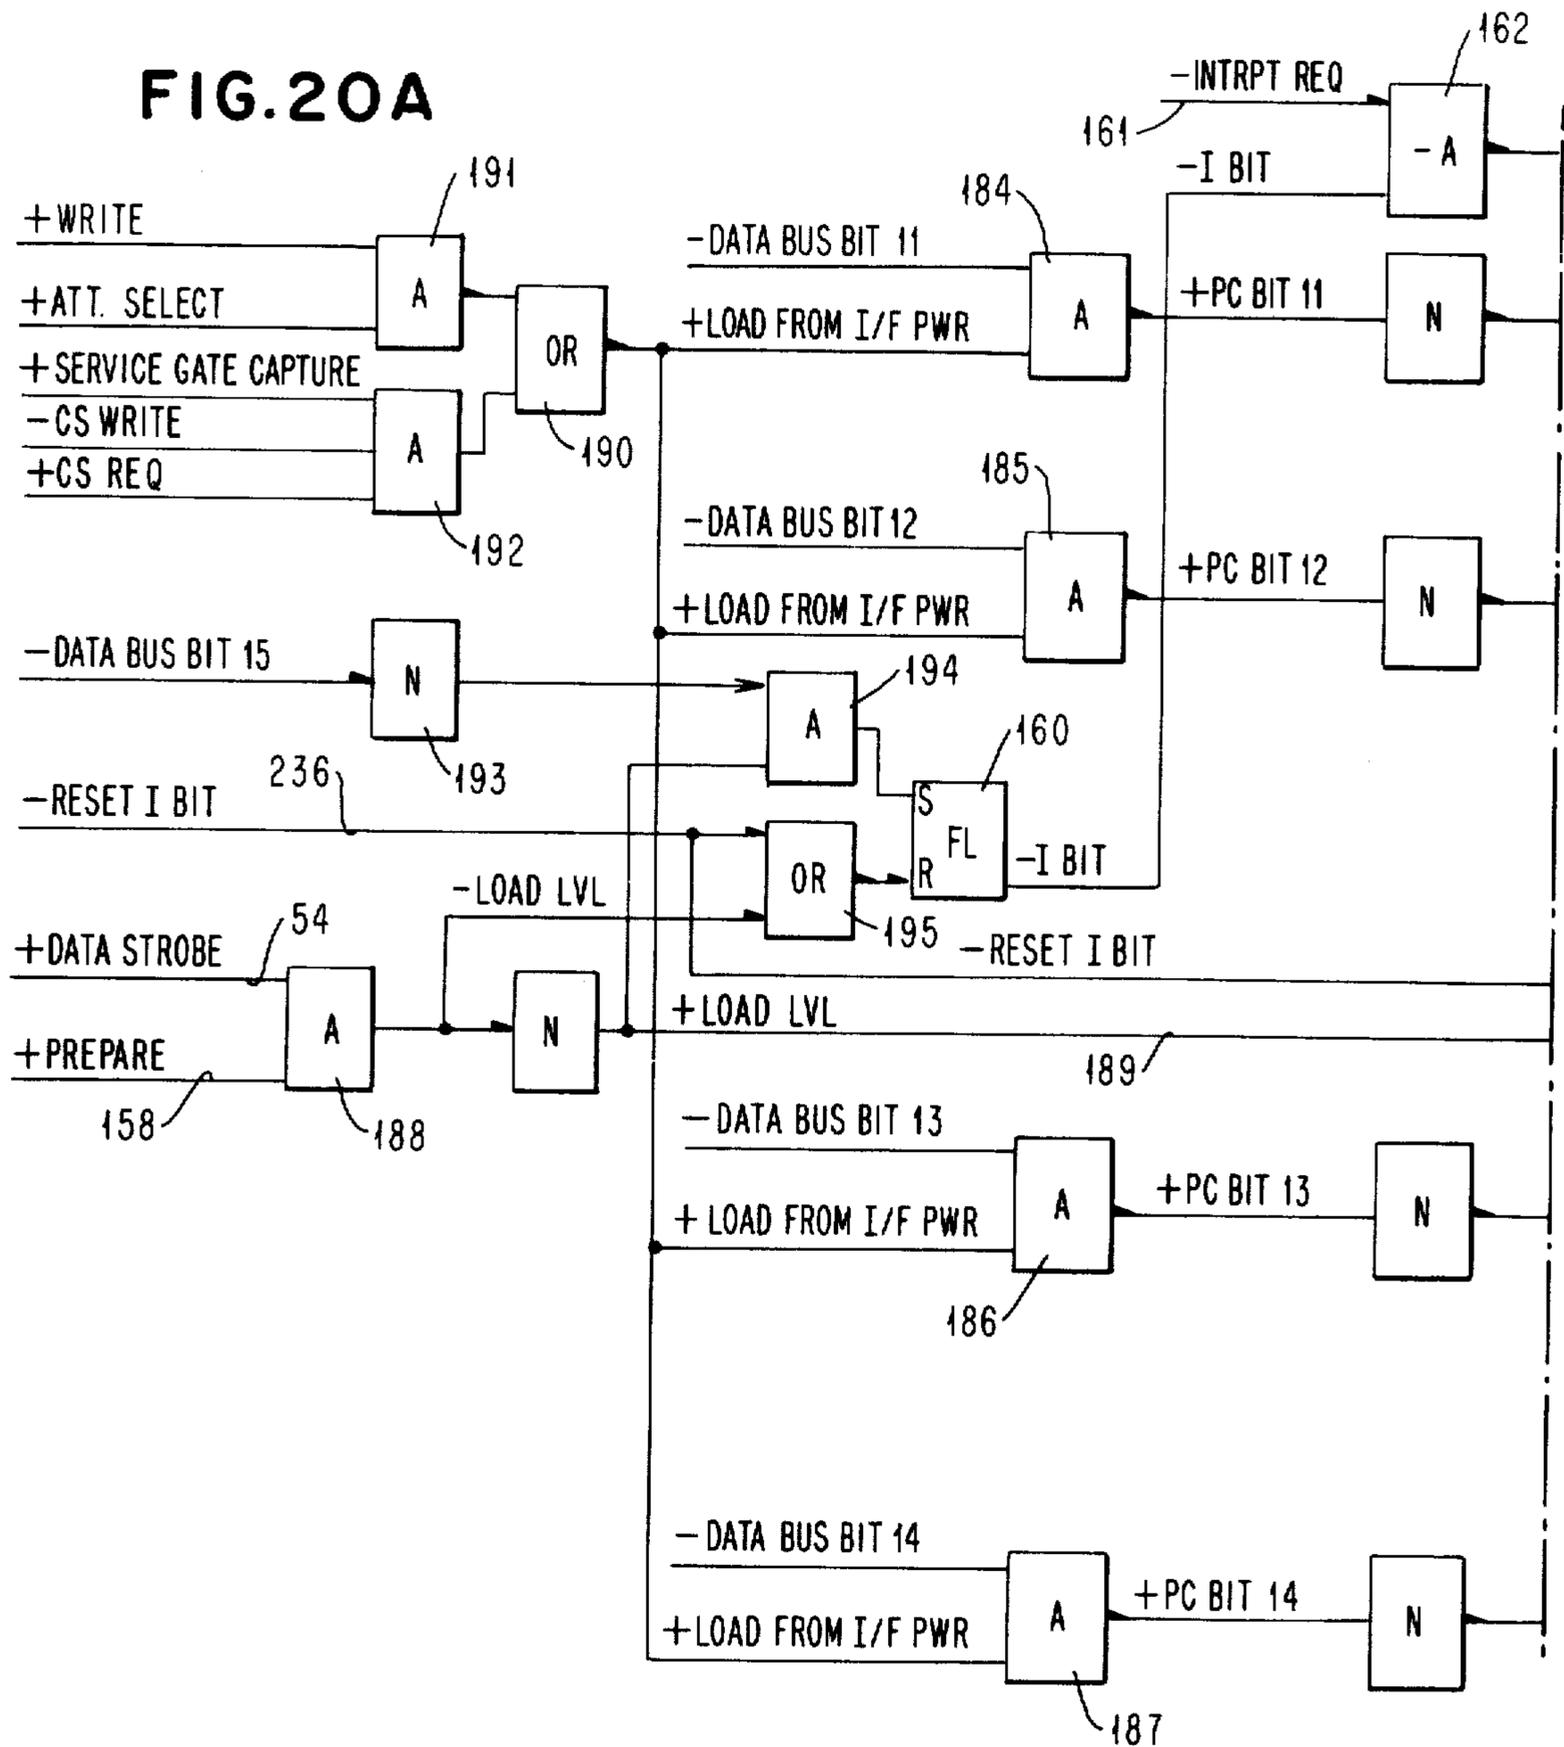 FIG.20A
162
-INTRPT REQ
161
-A
-I BIT
191
+WRITE
A
+ATT. SELECT
184
-DATA BUS BIT 11
+LOAD FROM I/F PWR
A
+PC BIT 11
N
OR
190
+SERVICE GATE CAPTURE
-CS WRITE
+CS REQ
A
192
185
-DATA BUS BIT 12
+LOAD FROM I/F PWR
A
+PC BIT 12
N
-DATA BUS BIT 15
N
193
194
A
160
S
FL
R
-I BIT
236
-RESET I BIT
OR
195
-LOAD LVL
-RESET I BIT
54
+DATA STROBE
A
N
+LOAD LVL
189
+PREPARE
158
188
-DATA BUS BIT 13
+LOAD FROM I/F PWR
A
+PC BIT 13
N
186
-DATA BUS BIT 14
+LOAD FROM I/F PWR
A
+PC BIT 14
N
187